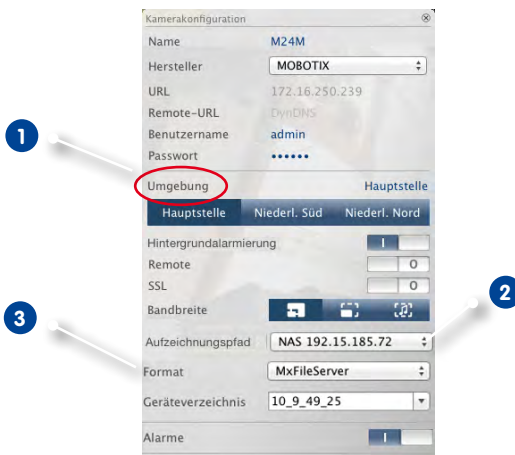 Kamerakonfiguration
Name M24M
Hersteller MOBOTIX
URL 172.16.250.239
Remote-URL DynDNS
Benutzername admin
Passwort ••••••
1
Umgebung Hauptstelle
Hauptstelle Niederl. Süd Niederl. Nord
Hintergrundalarmierung I
Remote O
SSL O
2
Bandbreite
3
Aufzeichnungspfad NAS 192.15.185.72
Format MxFileServer
Geräteverzeichnis 10_9_49_25
Alarme I